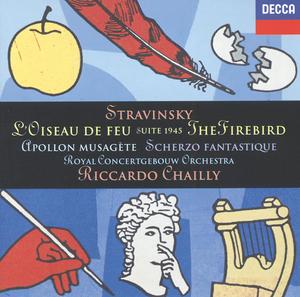 DECCA
STRAVINSKY
L'OISEAU DE FEU SUITE 1945 THE FIREBIRD
APOLLON MUSAGÈTE SCHERZO FANTASTIQUE
ROYAL CONCERTGEBOUW ORCHESTRA
RICCARDO CHAILLY